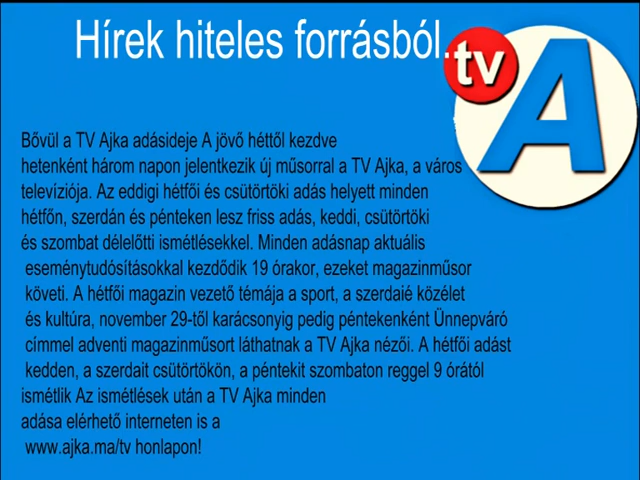 Hírek hiteles forrásból.
tv
A
Bővül a TV Ajka adásideje A jövő héttől kezdve
hetenként három napon jelentkezik új műsorral a TV Ajka, a város
televíziója. Az eddigi hétfői és csütörtöki adás helyett minden
hétfőn, szerdán és pénteken lesz friss adás, keddi, csütörtöki
és szombat délelőtti ismétlésekkel. Minden adásnap aktuális
eseménytudósításokkal kezdődik 19 órakor, ezeket magazinműsor
követi. A hétfői magazin vezető témája a sport, a szerdaié közélet
és kultúra, november 29-től karácsonyig pedig péntekenként Ünnepváró
címmel adventi magazinműsort láthatnak a TV Ajka nézői. A hétfői adást
kedden, a szerdait csütörtökön, a péntekit szombaton reggel 9 órától
ismétlik Az ismétlések után a TV Ajka minden
adása elérhető interneten is a
www.ajka.ma/tv honlapon!